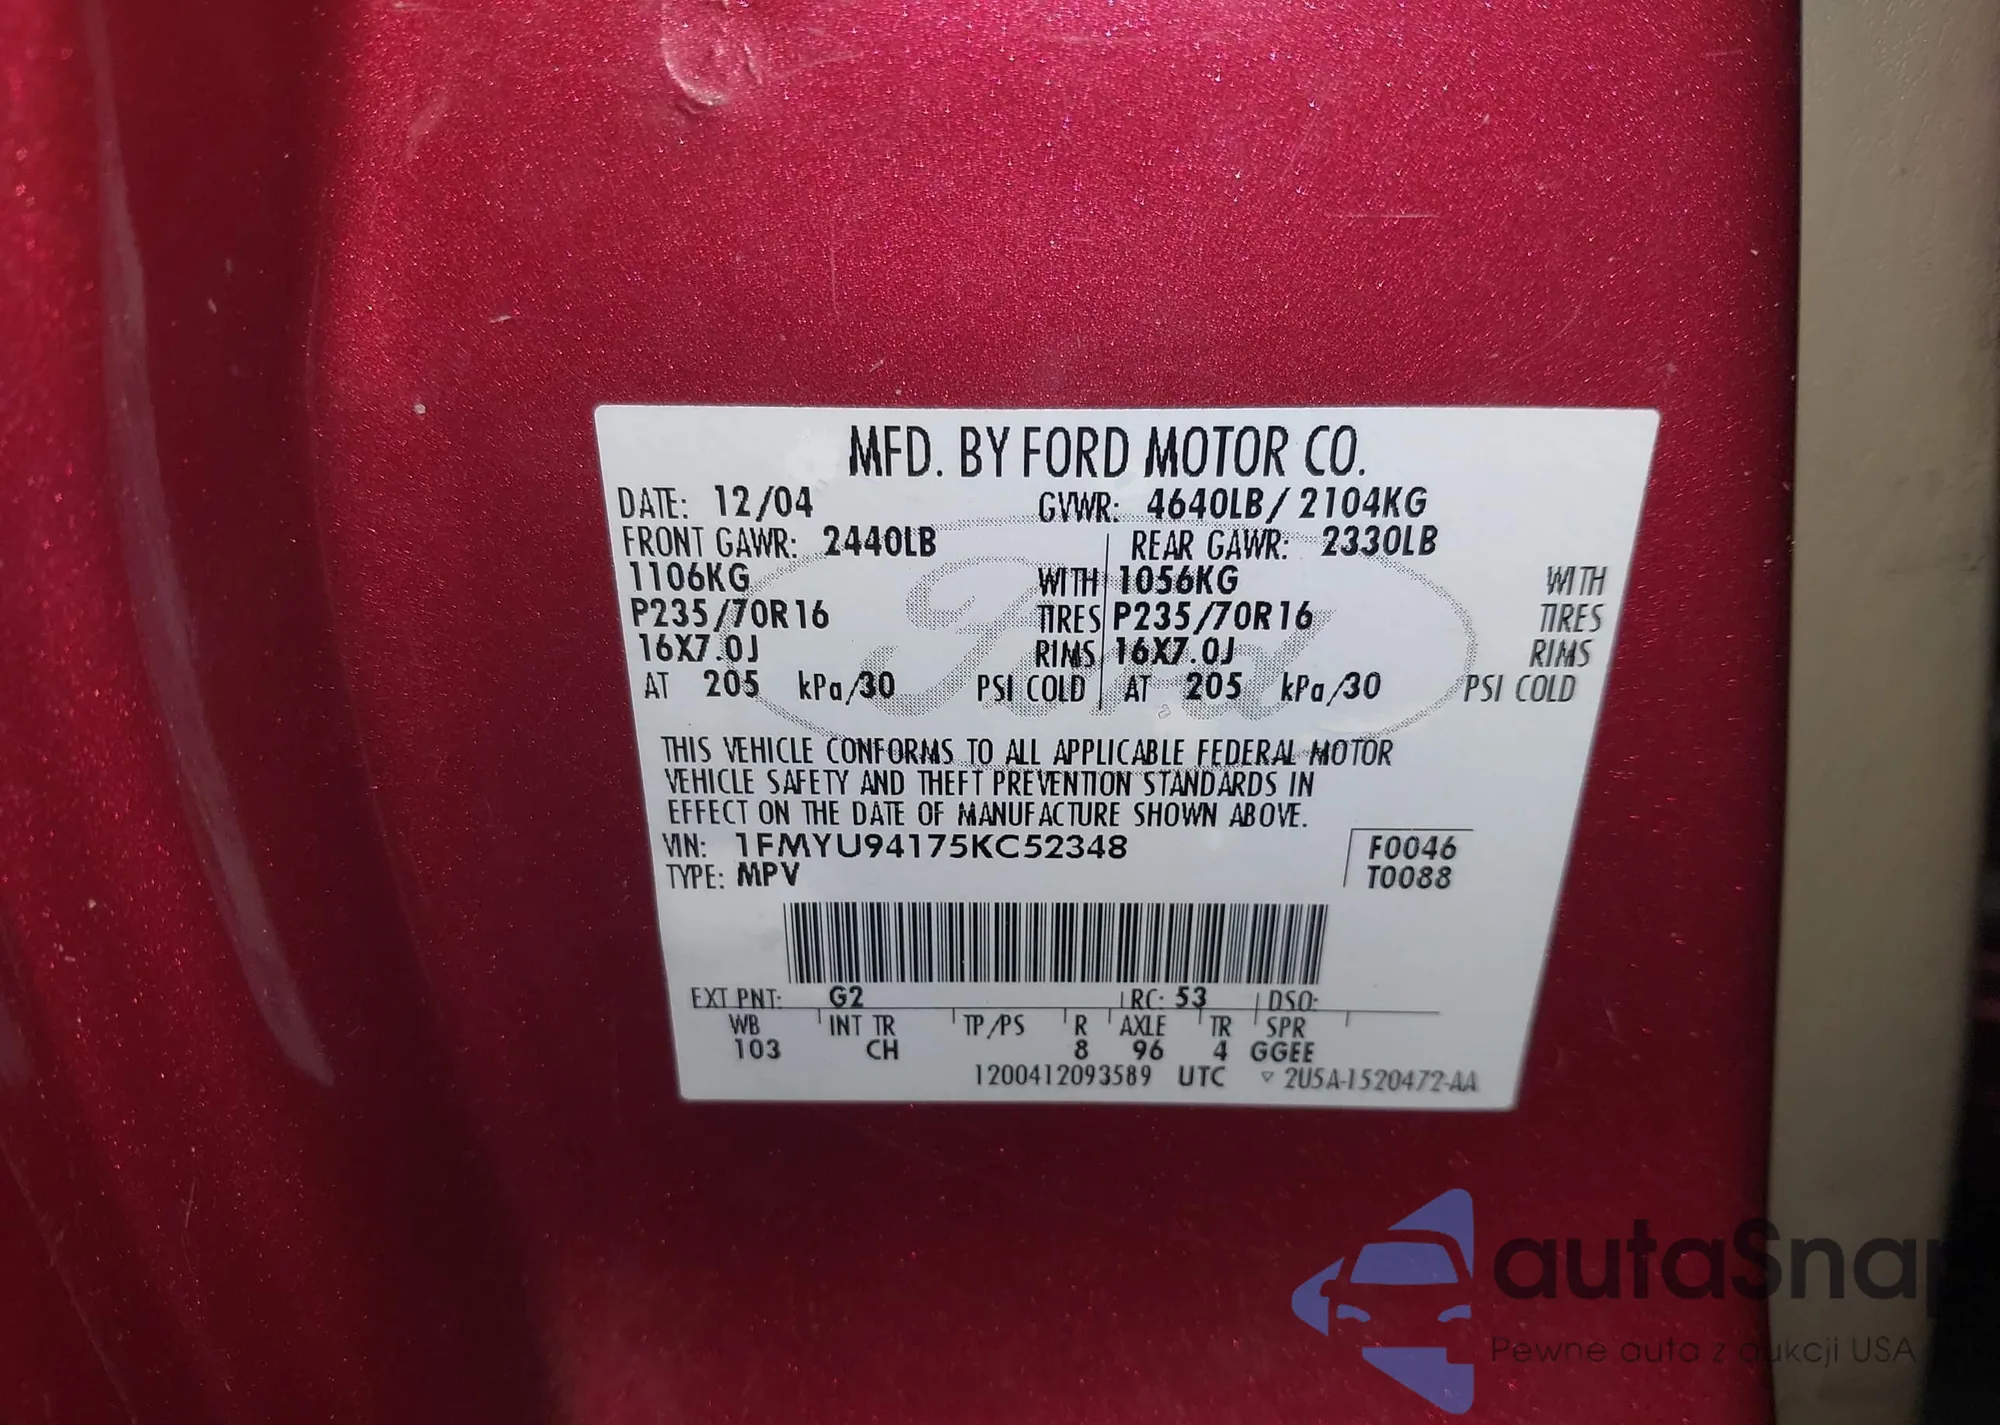 MFD. BY FORD MOTOR CO.
DATE: 12/04 GVWR: 4640LB/ 2104KG
FRONT GAWR: 2440LB REAR GAWR: 2330LB
1106KG WITH 1056KG WITH
P235/70R16 TIRES P235/70R16 TIRES
16X7.0J RIMS 16X7.0J RIMS
AT 205 kPa/30 PSI COLD AT 205 kPa/30 PSI COLD
Ford
THIS VEHICLE CONFORMS TO ALL APPLICABLE FEDERAL MOTOR
VEHICLE SAFETY AND THEFT PREVENTION STANDARDS IN
EFFECT ON THE DATE OF MANUFACTURE SHOWN ABOVE.
VIN: 1FMYU94175KC52348 F0046
TYPE: MPV T0088
EXT PNT: G2 RC: 53 DSO:
WB INT TR TP/PS R AXLE TR SPR
103 CH 8 96 4 GGEE
1200412093589 UTC ▽ 2U5A-1520472-AA
autaSnap
Pewne auta z aukcji USA